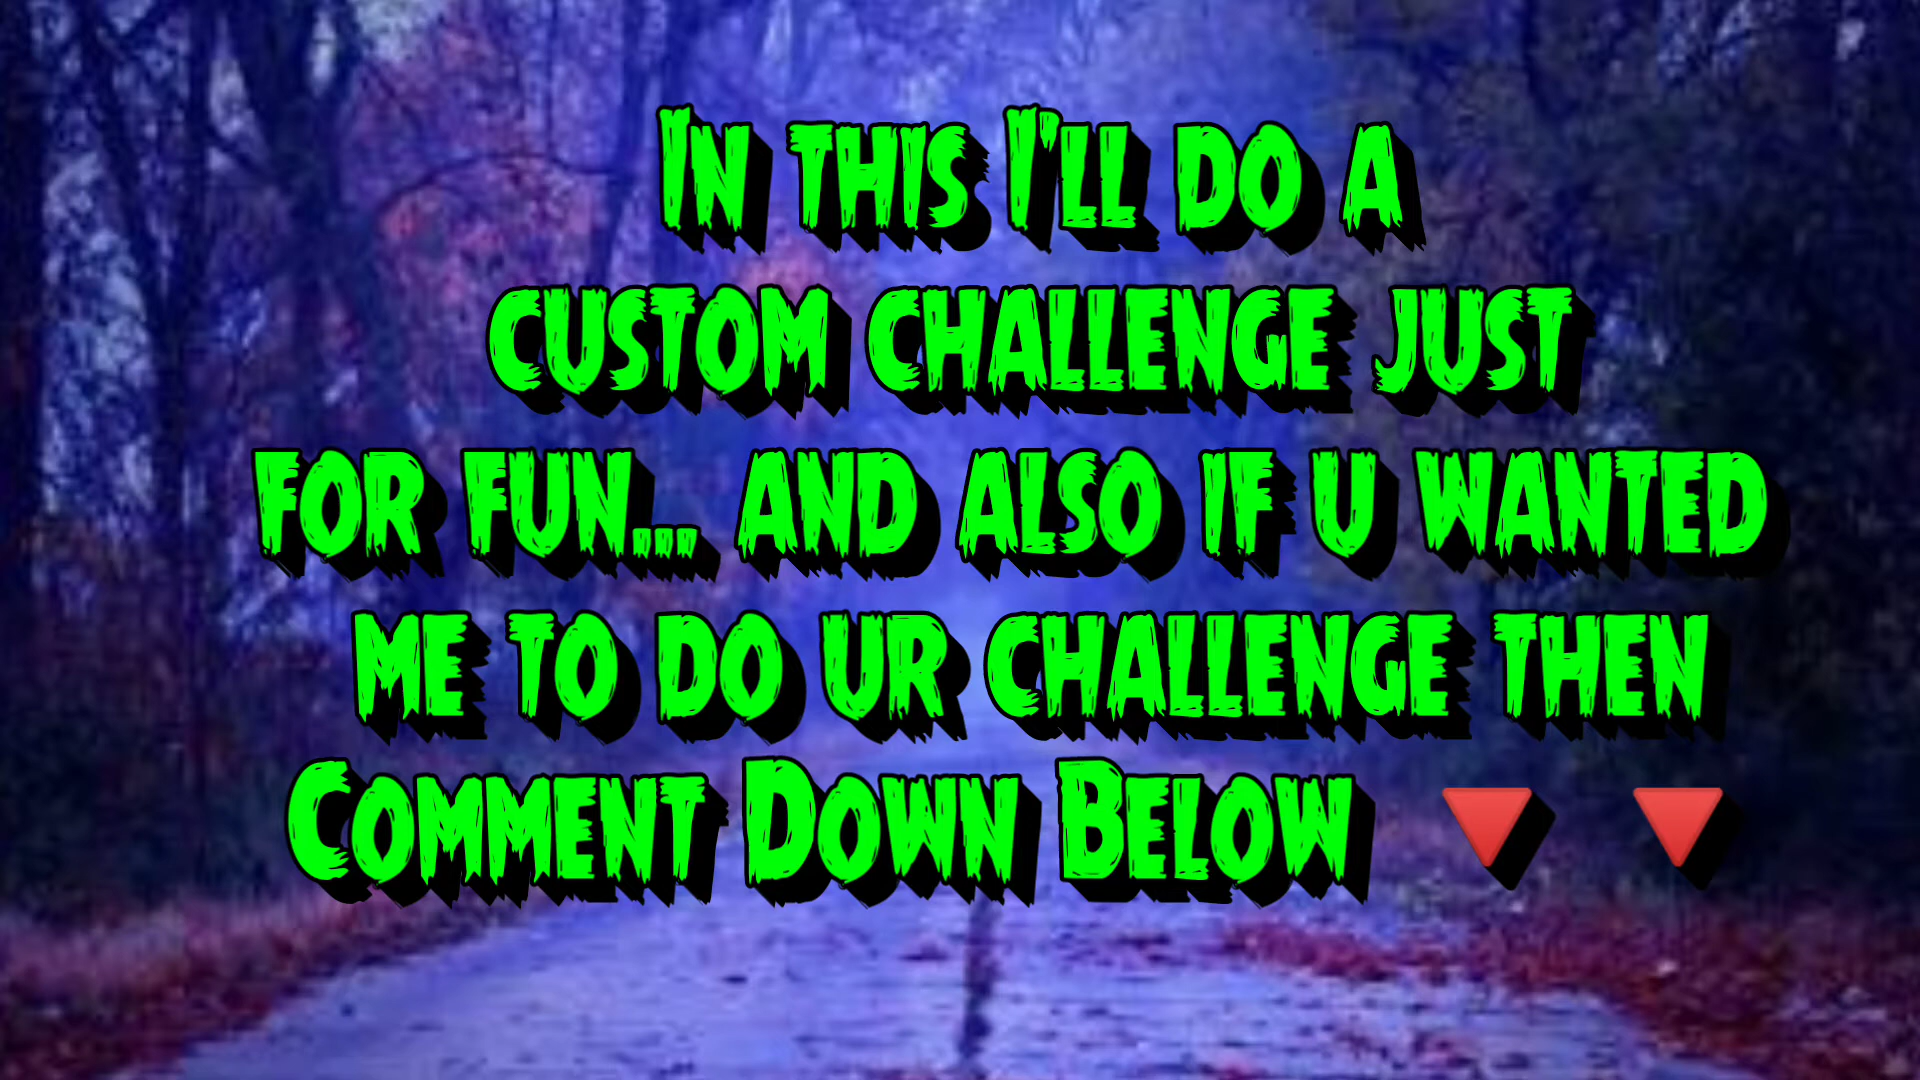 In this I'll do a
custom challenge just
for fun... and also if u wanted
me to do ur challenge then
Comment Down Below 🔻 🔻